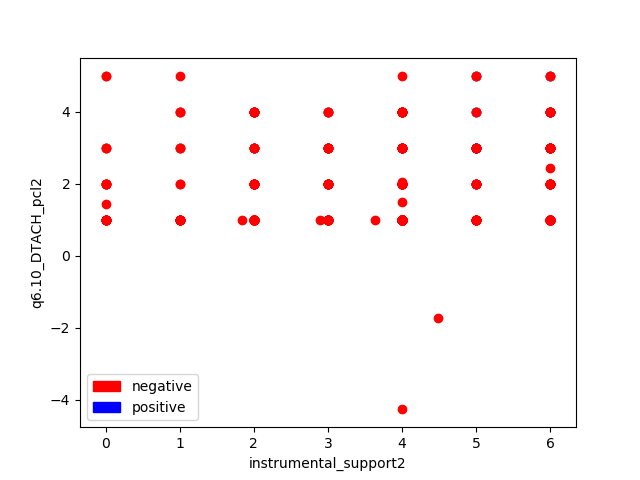 4
2
0
−2
−4
q6.10_DTACH_pcl2
negative
positive
0 1 2 3 4 5 6
instrumental_support2